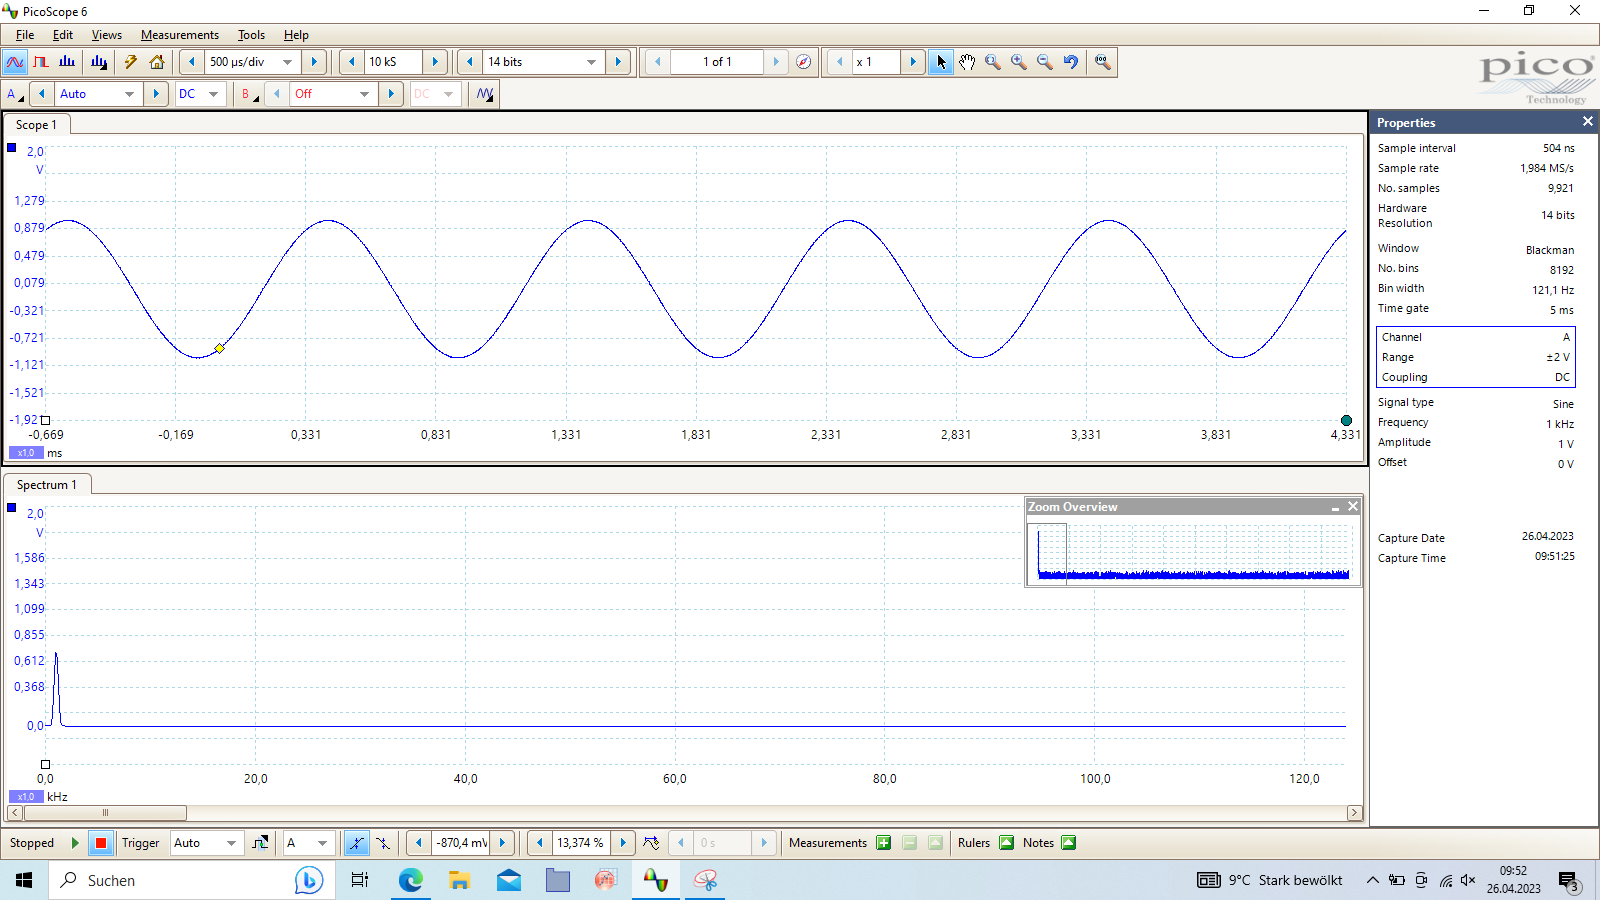 PicoScope 6
File Edit Views Measurements Tools Help
500 µs/div 10 kS 14 bits 1 of 1 x 1
A Auto DC B Off DC
pico
Technology
Scope 1
2,0
V
1,279
0,879
0,479
0,079
-0,321
-0,721
-1,121
-1,521
-1,921
-0,669 -0,169 0,331 0,831 1,331 1,831 2,331 2,831 3,331 3,831 4,331
x1,0 ms
Spectrum 1
2,0
V
1,586
1,343
1,099
0,855
0,612
0,368
0,0
0,0 20,0 40,0 60,0 80,0 100,0 120,0
x1,0 kHz
Zoom Overview
Properties
Sample interval 504 ns
Sample rate 1,984 MS/s
No. samples 9,921
Hardware
Resolution 14 bits
Window Blackman
No. bins 8192
Bin width 121,1 Hz
Time gate 5 ms
Channel A
Range ±2 V
Coupling DC
Signal type Sine
Frequency 1 kHz
Amplitude 1 V
Offset 0 V
Capture Date 26.04.2023
Capture Time 09:51:25
Stopped Trigger Auto A -870,4 mV 13,374 % 0 s Measurements Rulers Notes
Suchen 9°C Stark bewölkt 09:52
26.04.2023
3